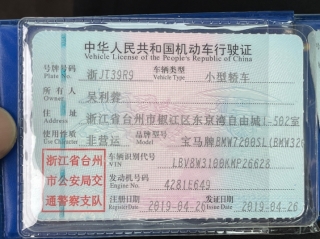 中华人民共和国机动车行驶证
Vehicle License of the People's Republic of China
号牌号码 浙JT39R9 车辆类型 小型轿车
Plate No. Vehicle Type
所有人 吴利蓉
Owner
住址 浙江省台州市椒江区东京湾自由城1-502室
Address
使用性质 非营运 品牌型号 宝马牌BMW7200SL(BMW32
Use Character Model
浙江省台州市公安局交通警察支队
车辆识别代号 LBV8W3100KMP26628
VIN
发动机号码 4281E649
Engine No.
注册日期 2019-04-26 发证日期 2019-04-26
Register Date Issue Date